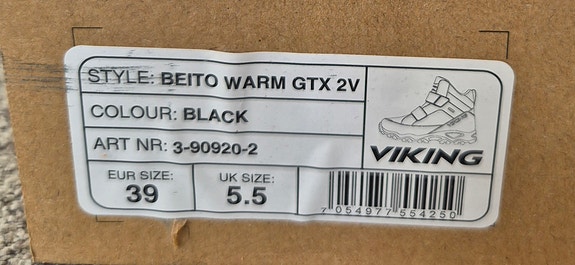 STYLE: BEITO WARM GTX 2V
COLOUR: BLACK
ART NR: 3-90920-2
VIKING
EUR SIZE: UK SIZE:
39 5.5
7 054977 554250